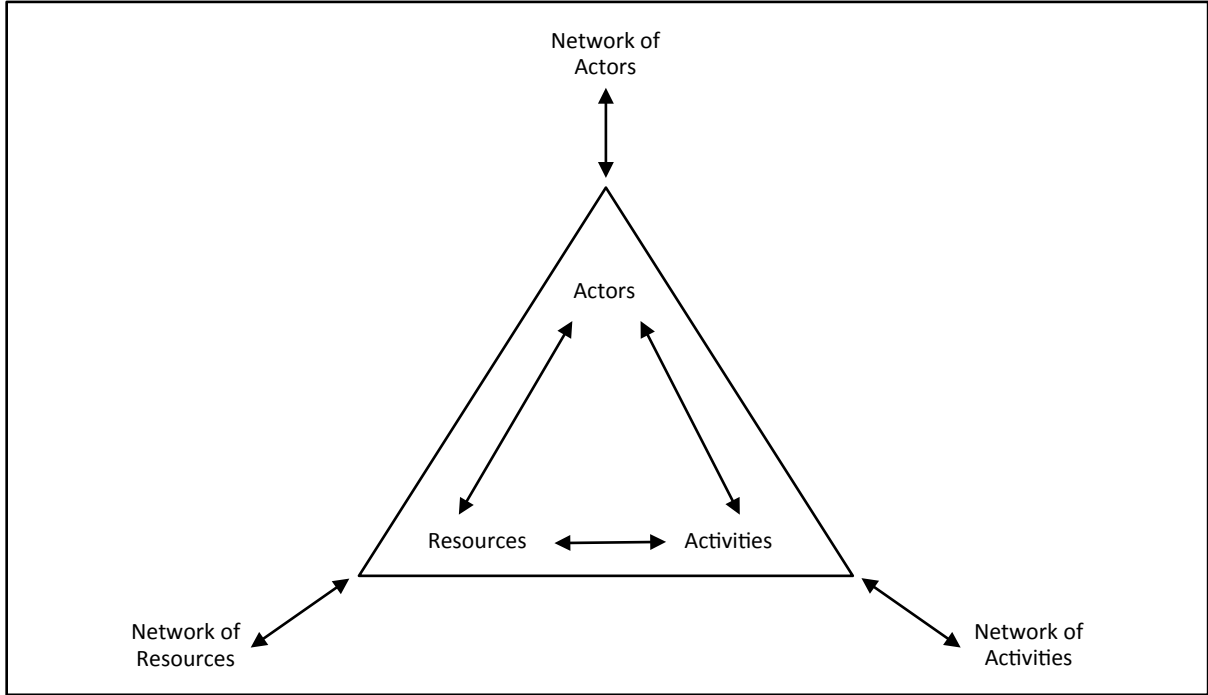 Network of
Actors
Actors
Resources
Activities
Network of
Resources
Network of
Activities